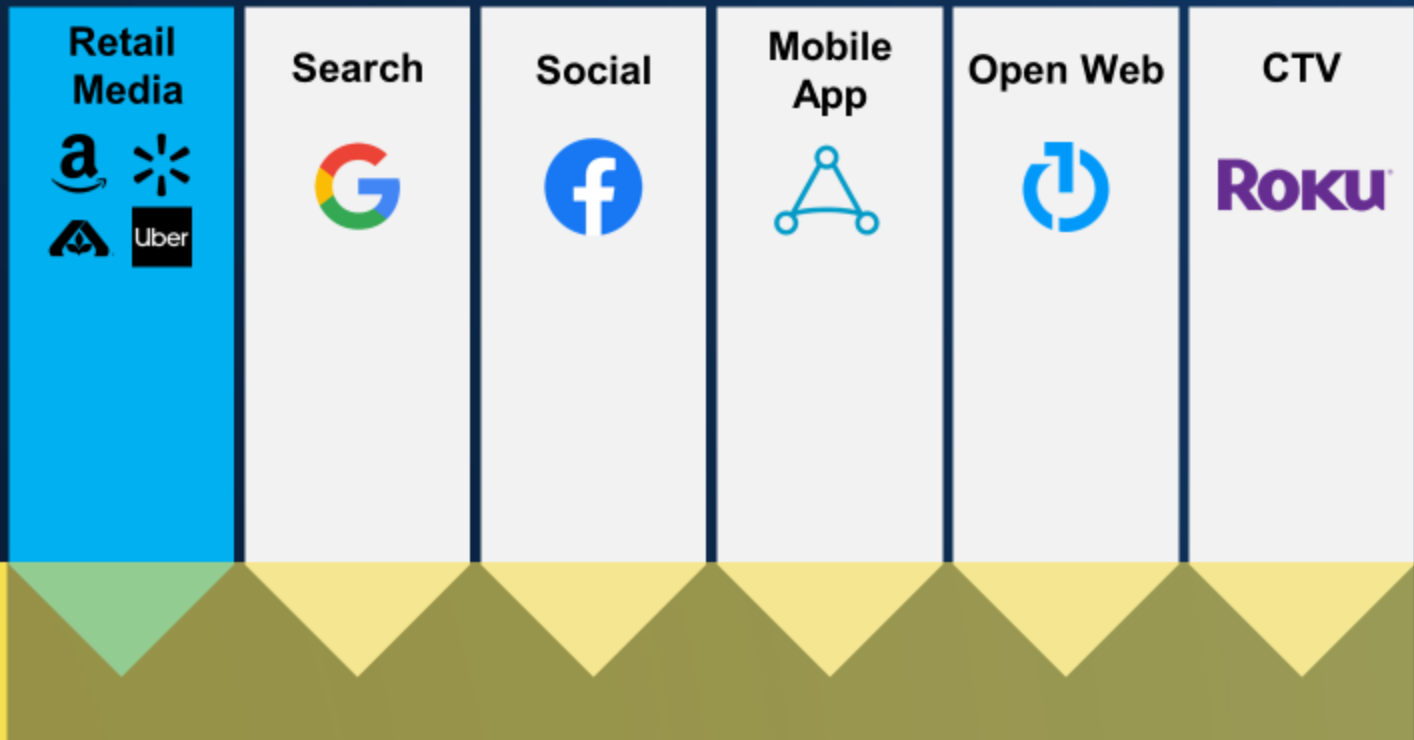 Retail
Media
a
Uber
Search
Social
Mobile
App
Open Web
CTV
ROKU